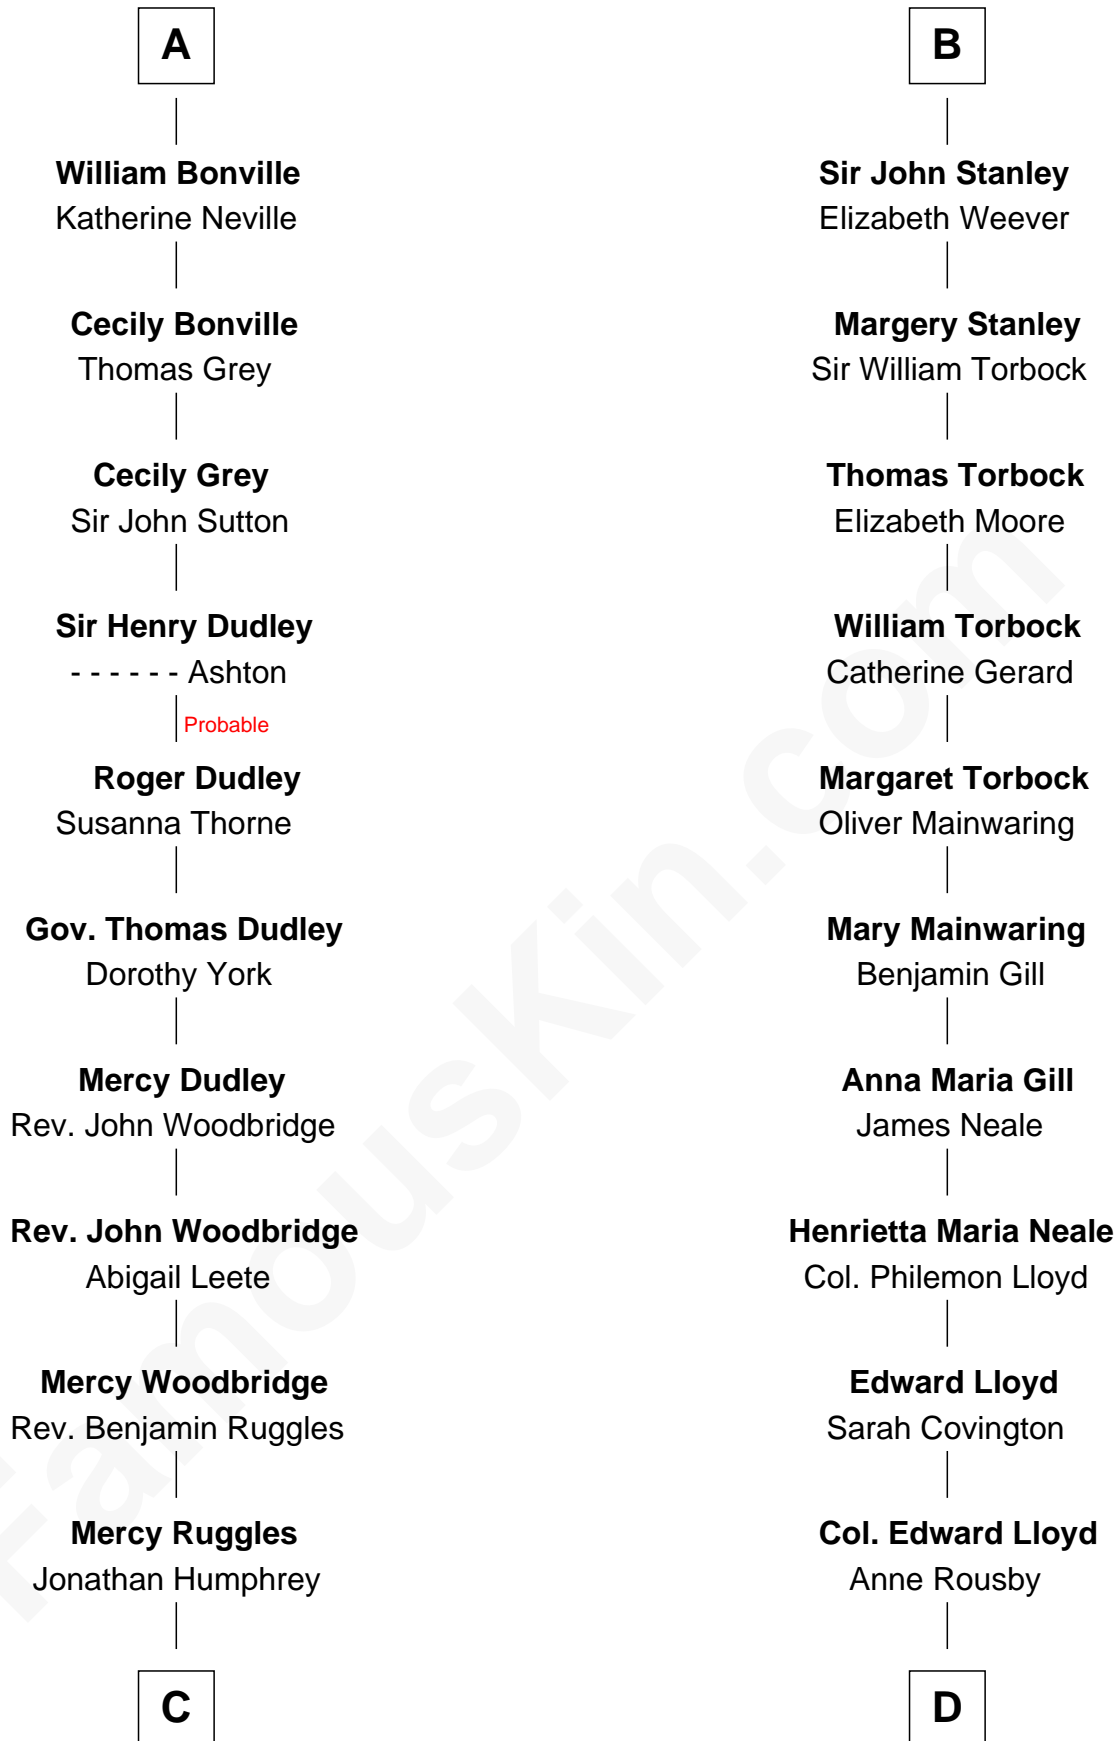 A
William Bonville
Katherine Neville
Cecily Bonville
Thomas Grey
Cecily Grey
Sir John Sutton
Sir Henry Dudley
- - - - - - Ashton
Probable
Roger Dudley
Susanna Thorne
Gov. Thomas Dudley
Dorothy York
Mercy Dudley
Rev. John Woodbridge
Rev. John Woodbridge
Abigail Leete
Mercy Woodbridge
Rev. Benjamin Ruggles
Mercy Ruggles
Jonathan Humphrey
C
B
Sir John Stanley
Elizabeth Weever
Margery Stanley
Sir William Torbock
Thomas Torbock
Elizabeth Moore
William Torbock
Catherine Gerard
Margaret Torbock
Oliver Mainwaring
Mary Mainwaring
Benjamin Gill
Anna Maria Gill
James Neale
Henrietta Maria Neale
Col. Philemon Lloyd
Edward Lloyd
Sarah Covington
Col. Edward Lloyd
Anne Rousby
D
FamousKin.com